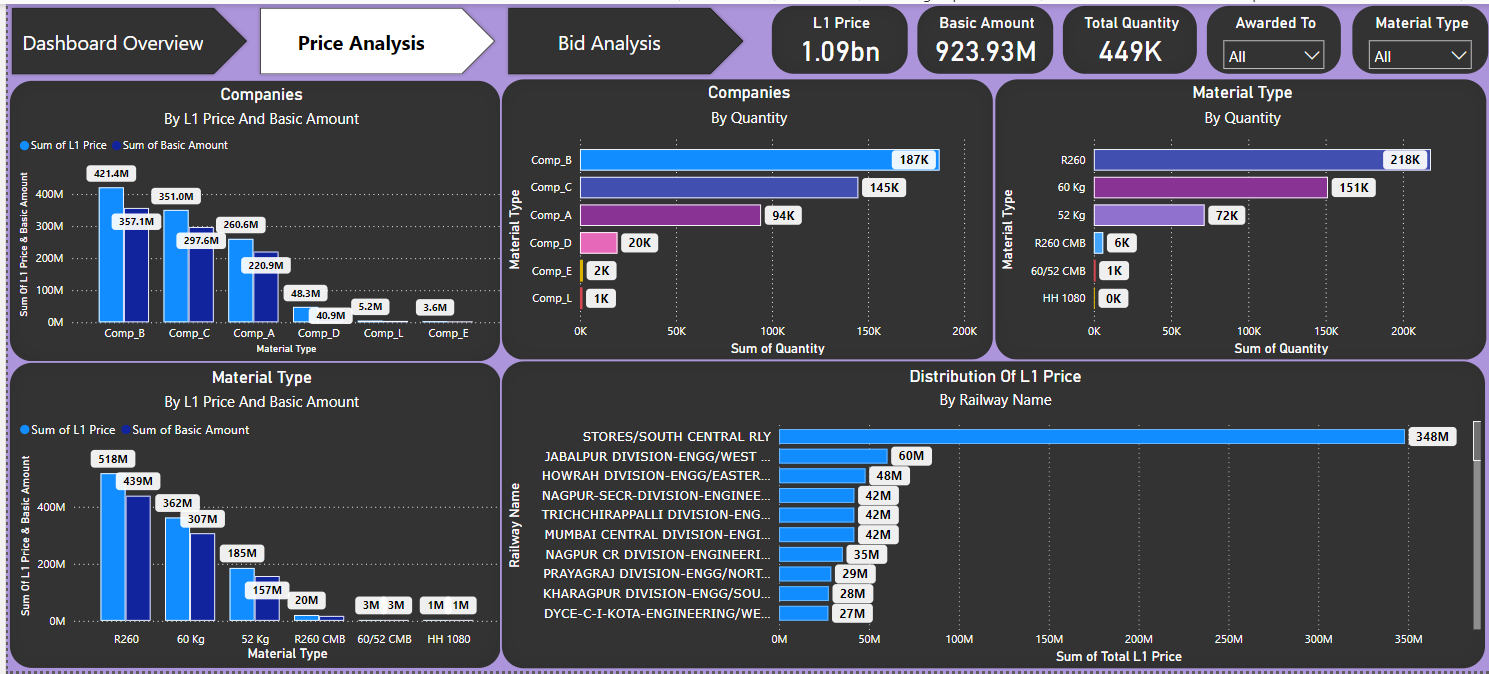 Dashboard Overview
Price Analysis
Bid Analysis
L1 Price
1.09bn
Basic Amount
923.93M
Total Quantity
449K
Awarded To
All
Material Type
All
Companies
By L1 Price And Basic Amount
Sum of L1 Price Sum of Basic Amount
Sum Of L1 Price & Basic Amount
400M
300M
200M
100M
0M
421.4M
357.1M
351.0M
297.6M
260.6M
220.9M
48.3M
40.9M
5.2M
3.6M
Comp_B Comp_C Comp_A Comp_D Comp_L Comp_E
Material Type
Companies
By Quantity
Material Type
Comp_B 187K
Comp_C 145K
Comp_A 94K
Comp_D 20K
Comp_E 2K
Comp_L 1K
0K 50K 100K 150K 200K
Sum of Quantity
Material Type
By Quantity
Material Type
R260 218K
60 Kg 151K
52 Kg 72K
R260 CMB 6K
60/52 CMB 1K
HH 1080 0K
0K 50K 100K 150K 200K
Sum of Quantity
Material Type
By L1 Price And Basic Amount
Sum of L1 Price Sum of Basic Amount
Sum Of L1 Price & Basic Amount
400M
200M
0M
518M
439M
362M
307M
185M
157M
20M
3M 3M
1M 1M
R260 60 Kg 52 Kg R260 CMB 60/52 CMB HH 1080
Material Type
Distribution Of L1 Price
By Railway Name
Railway Name
STORES/SOUTH CENTRAL RLY 348M
JABALPUR DIVISION-ENGG/WEST ... 60M
HOWRAH DIVISION-ENGG/EASTER... 48M
NAGPUR-SECR-DIVISION-ENGINEE... 42M
TRICHCHIRAPPALLI DIVISION-ENG... 42M
MUMBAI CENTRAL DIVISION-ENGI... 42M
NAGPUR CR DIVISION-ENGINEERI... 35M
PRAYAGRAJ DIVISION-ENGG/NORT... 29M
KHARAGPUR DIVISION-ENGG/SOU... 28M
DYCE-C-I-KOTA-ENGINEERING/WE... 27M
0M 50M 100M 150M 200M 250M 300M 350M
Sum of Total L1 Price